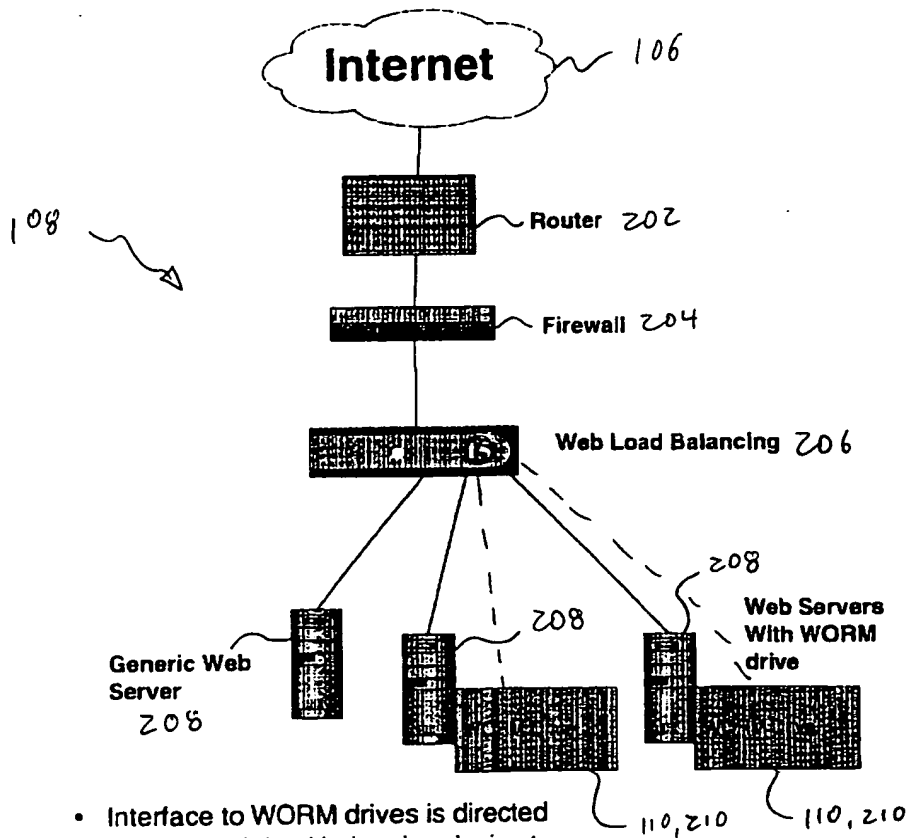 Internet
106
108
Router 202
Firewall 204
Web Load Balancing 206
208
208
Web Servers
With WORM
drive
Generic Web
Server
208
110,210
110,210
• Interface to WORM drives is directed